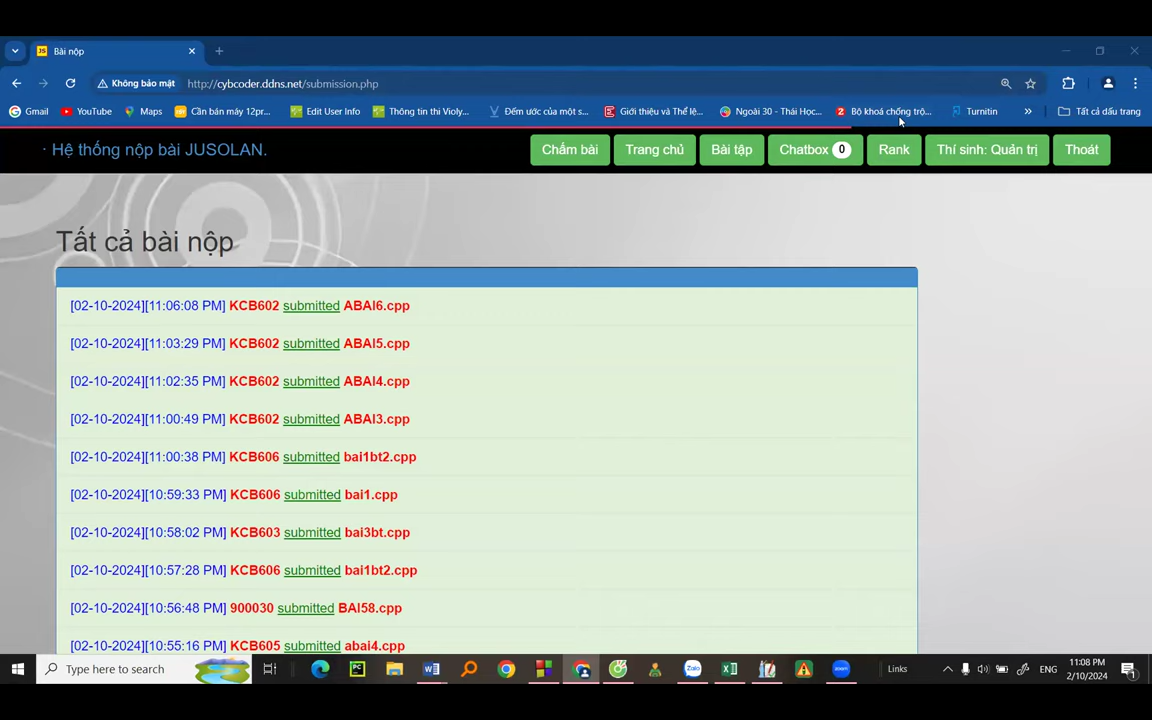 Bài nộp
Không bảo mật
http://cybcoder.ddns.net/submission.php
Gmail
YouTube
Maps
Cần bán máy 12pr...
Edit User Info
Thông tin thi Violy...
Đếm ước của một s...
Giới thiệu và Thể lệ...
Ngoài 30 - Thái Học...
Bộ khoá chống trộ...
Turnitin
»
Tất cả dấu trang
· Hệ thống nộp bài JUSOLAN.
Chấm bài
Trang chủ
Bài tập
Chatbox 0
Rank
Thí sinh: Quản trị
Thoát
Tất cả bài nộp
[02-10-2024][11:06:08 PM] KCB602 submitted ABAI6.cpp
[02-10-2024][11:03:29 PM] KCB602 submitted ABAI5.cpp
[02-10-2024][11:02:35 PM] KCB602 submitted ABAI4.cpp
[02-10-2024][11:00:49 PM] KCB602 submitted ABAI3.cpp
[02-10-2024][11:00:38 PM] KCB606 submitted bai1bt2.cpp
[02-10-2024][10:59:33 PM] KCB606 submitted bai1.cpp
[02-10-2024][10:58:02 PM] KCB603 submitted bai3bt.cpp
[02-10-2024][10:57:28 PM] KCB606 submitted bai1bt2.cpp
[02-10-2024][10:56:48 PM] 900030 submitted BAI58.cpp
[02-10-2024][10:55:16 PM] KCB605 submitted abai4.cpp
Type here to search
Links
ENG
11:08 PM
2/10/2024